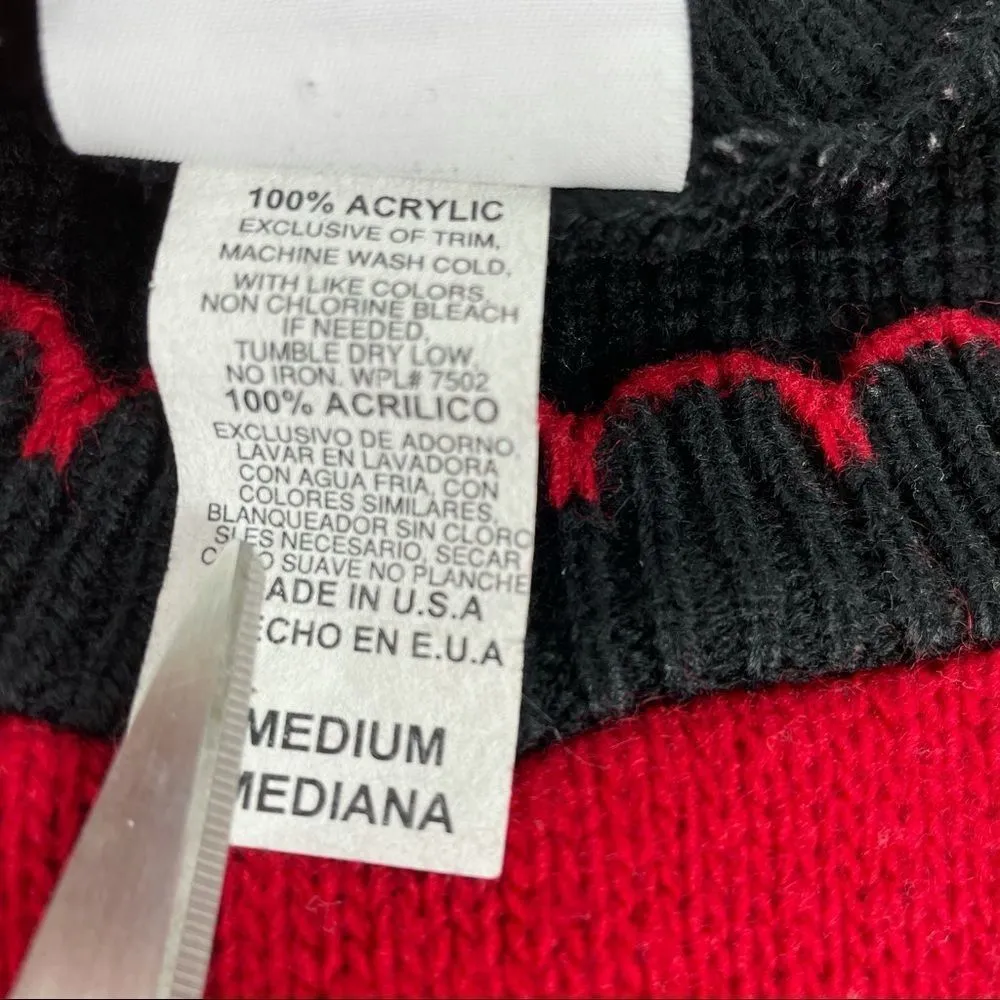 100% ACRYLIC
EXCLUSIVE OF TRIM,
MACHINE WASH COLD,
WITH LIKE COLORS,
NON CHLORINE BLEACH
IF NEEDED,
TUMBLE DRY LOW,
NO IRON. WPL# 7502
100% ACRILICO
EXCLUSIVO DE ADORNO
LAVAR EN LAVADORA
CON AGUA FRIA, CON
COLORES SIMILARES,
BLANQUEADOR SIN CLORO
NECESARIO, SECAR
SUAVE NO PLANCHE
ADE IN U.S.A
ECHO EN E.U.A
MEDIUM
MEDIANA